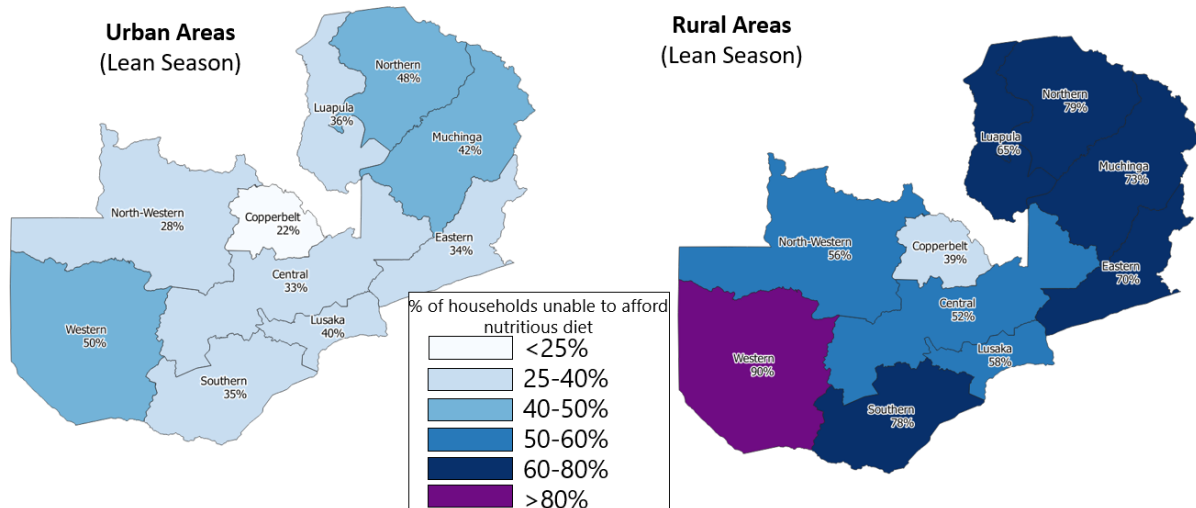 Urban Areas
(Lean Season)
Northern
48%
Luapula
36%
Muchinga
42%
North-Western
28%
Copperbelt
22%
Eastern
34%
Central
33%
Lusaka
40%
Western
50%
Southern
35%
% of households unable to afford
nutritious diet
<25%
25-40%
40-50%
50-60%
60-80%
>80%
Rural Areas
(Lean Season)
Northern
79%
Luapula
65%
Muchinga
73%
North-Western
56%
Copperbelt
39%
Eastern
70%
Central
52%
Lusaka
58%
Western
90%
Southern
78%